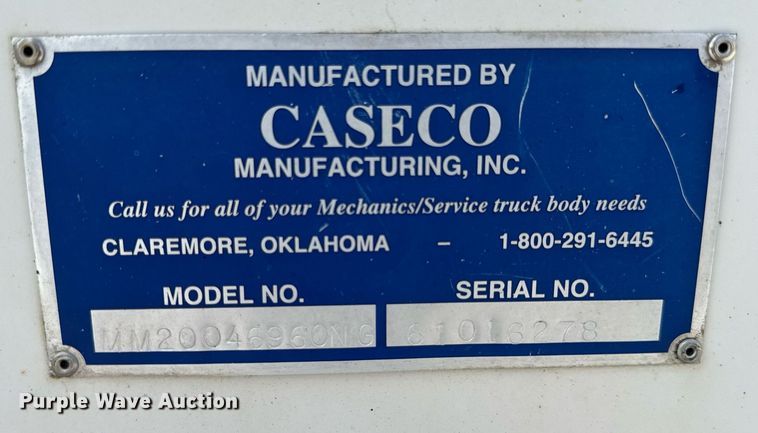 MANUFACTURED BY
CASECO
MANUFACTURING, INC.
Call us for all of your Mechanics/Service truck body needs
CLAREMORE, OKLAHOMA – 1-800-291-6445
MODEL NO. SERIAL NO.
MM20046960NG 61016278
Purple Wave Auction